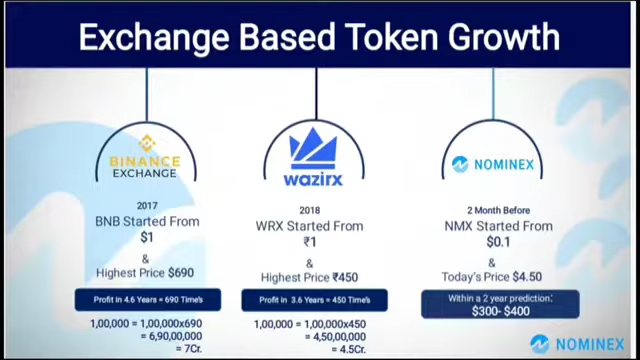 Exchange Based Token Growth
BINANCE
EXCHANGE
2017
BNB Started From
$1
&
Highest Price $690
Profit in 4.6 Years = 690 Time's
1,00,000 = 1,00,000x690
= 6,90,00,000
= 7Cr.
wazirx
2018
WRX Started From
₹1
&
Highest Price ₹450
Profit in 3.6 Years = 450 Time's
1,00,000 = 1,00,000x450
= 4,50,00,000
= 4.5Cr.
NOMINEX
2 Month Before
NMX Started From
$0.1
&
Today's Price $4.50
Within a 2 year prediction:
$300- $400
NOMINEX